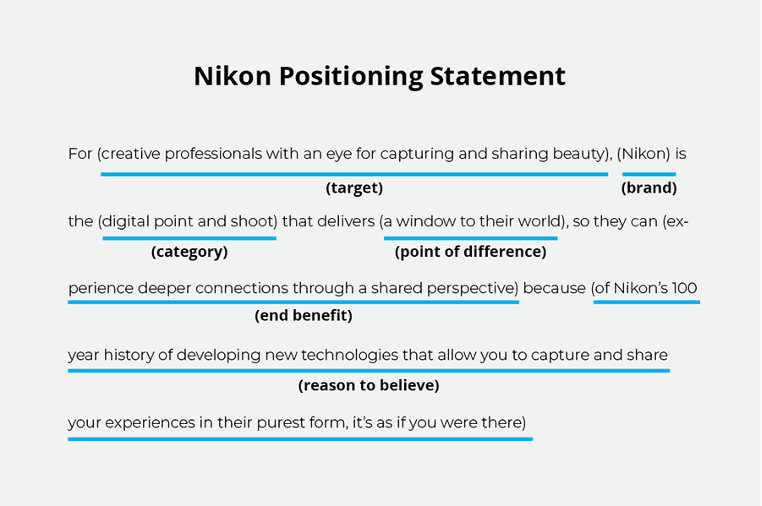 Nikon Positioning Statement
For (creative professionals with an eye for capturing and sharing beauty), (Nikon) is
(target) (brand)
the (digital point and shoot) that delivers (a window to their world), so they can (ex-
(category) (point of difference)
perience deeper connections through a shared perspective) because (of Nikon's 100
(end benefit)
year history of developing new technologies that allow you to capture and share
(reason to believe)
your experiences in their purest form, it's as if you were there)